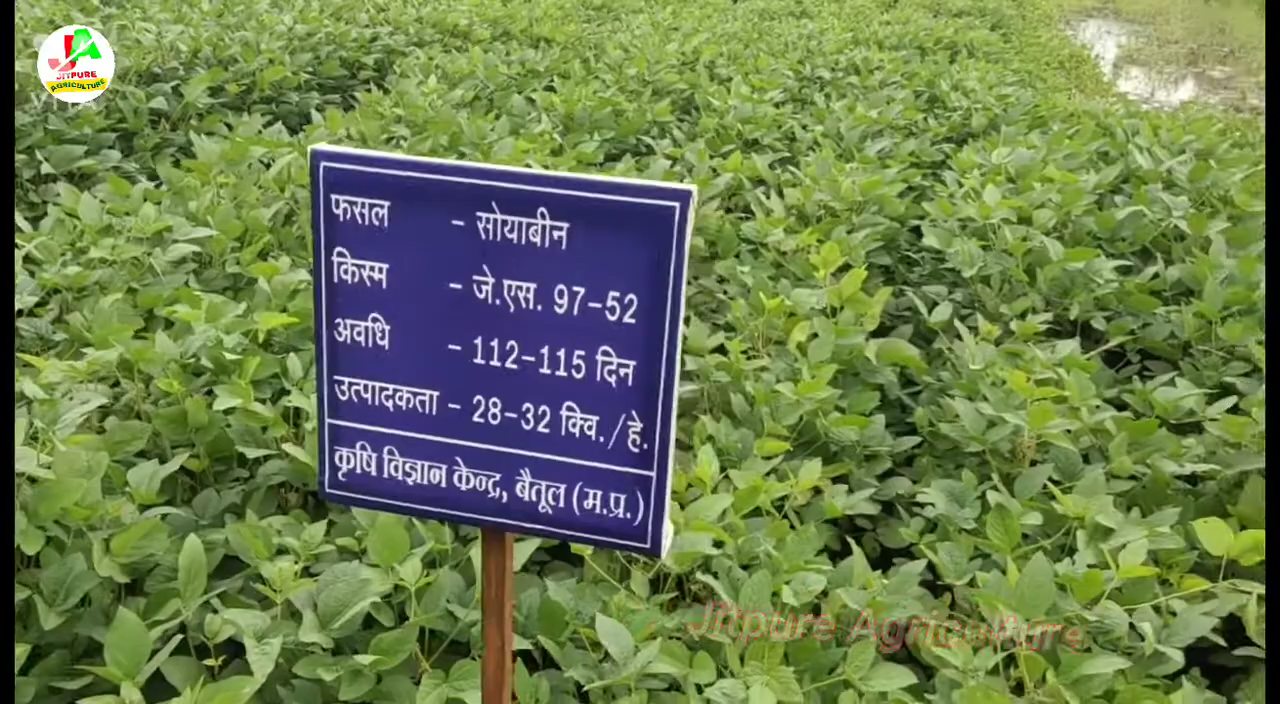 JITPURE
AGRICULTURE
फसल - सोयाबीन
किस्म - जे.एस. 97-52
अवधि - 112-115 दिन
उत्पादकता - 28-32 क्वि./हे.
कृषि विज्ञान केन्द्र, बैतूल (म.प्र.)
Jitpure Agriculture